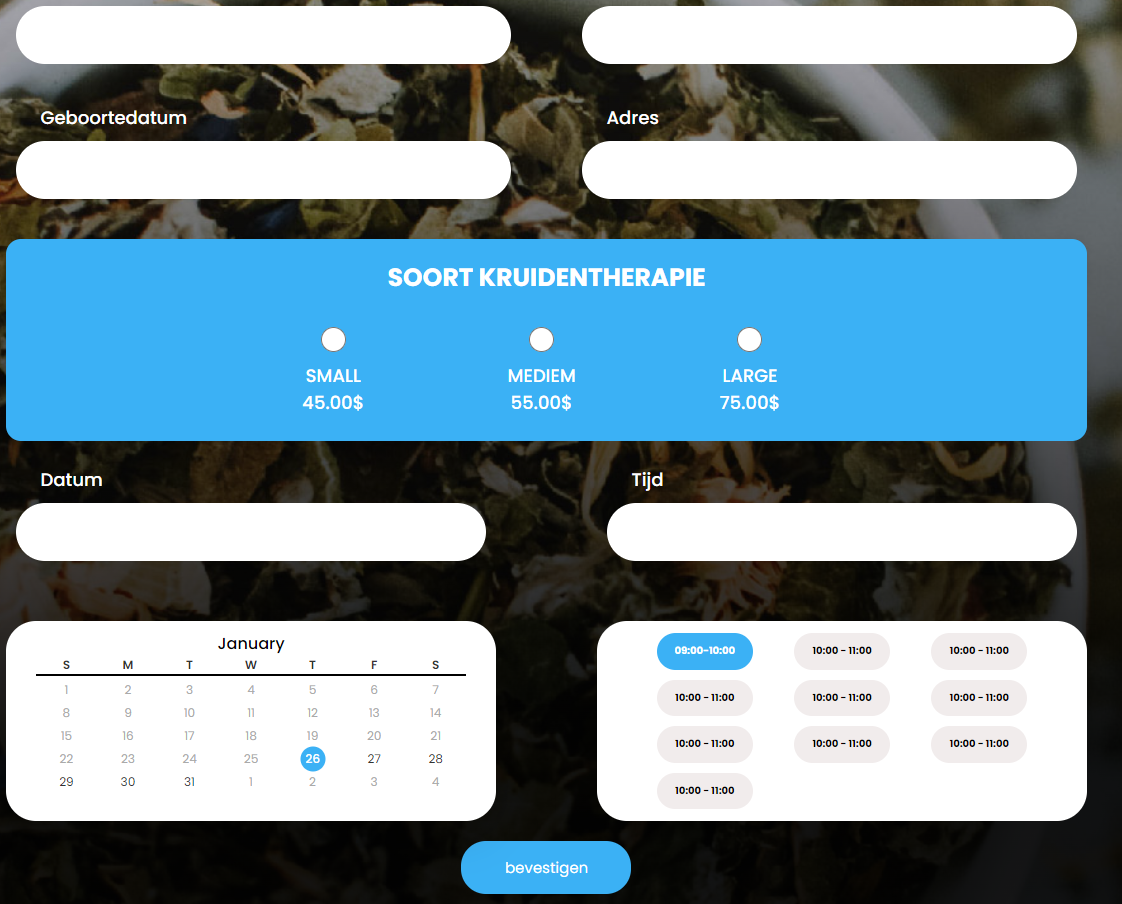 Geboortedatum Adres
SOORT KRUIDENTHERAPIE
SMALL MEDIEM LARGE
45.00$ 55.00$ 75.00$
Datum Tijd
January
S M T W T F S
1 2 3 4 5 6 7
8 9 10 11 12 13 14
15 16 17 18 19 20 21
22 23 24 25 26 27 28
29 30 31 1 2 3 4
09:00-10:00 10:00 - 11:00 10:00 - 11:00
10:00 - 11:00 10:00 - 11:00 10:00 - 11:00
10:00 - 11:00 10:00 - 11:00 10:00 - 11:00
10:00 - 11:00
bevestigen